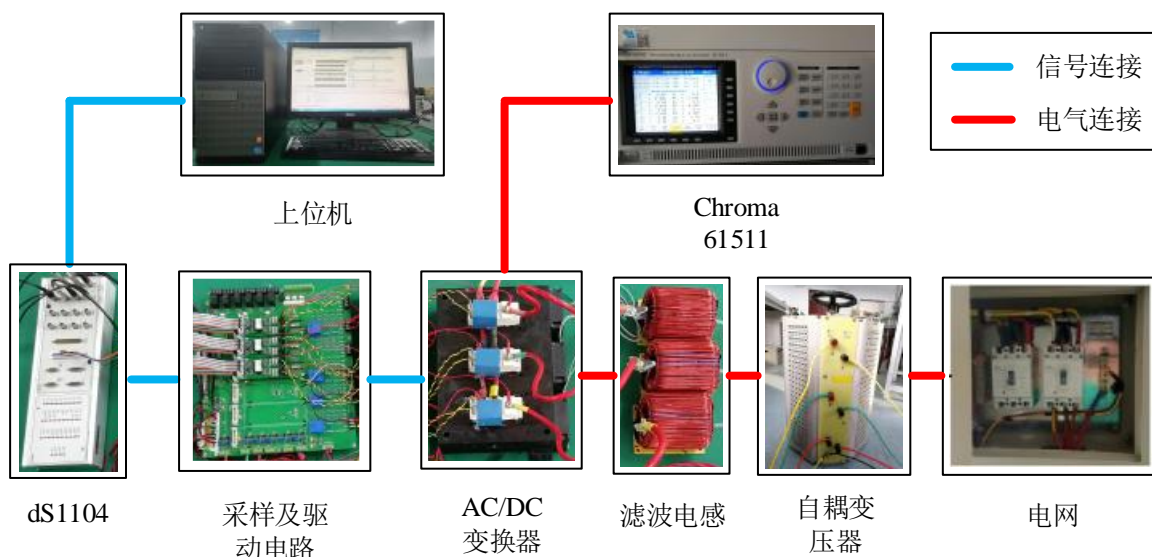 信号连接
电气连接
上位机
Chroma
61511
dS1104
采样及驱
动电路
AC/DC
变换器
滤波电感
自耦变
压器
电网